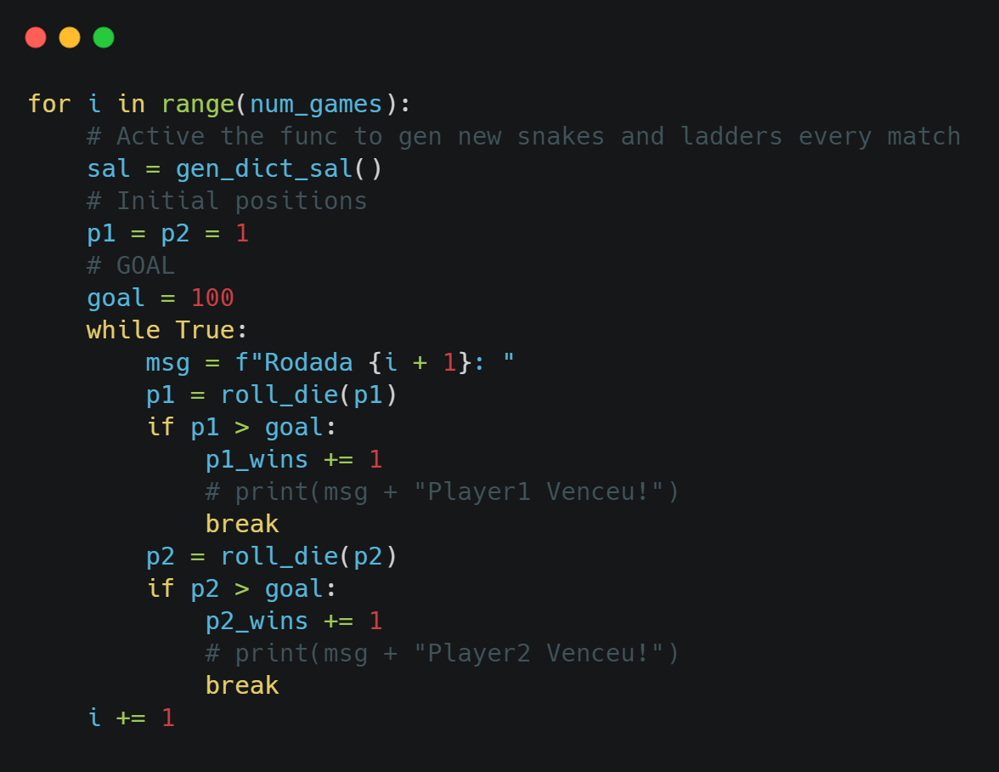 for i in range(num_games):
    # Active the func to gen new snakes and ladders every match
    sal = gen_dict_sal()
    # Initial positions
    p1 = p2 = 1
    # GOAL
    goal = 100
    while True:
        msg = f"Rodada {i + 1}: "
        p1 = roll_die(p1)
        if p1 > goal:
            p1_wins += 1
            # print(msg + "Player1 Venceu!")
            break
        p2 = roll_die(p2)
        if p2 > goal:
            p2_wins += 1
            # print(msg + "Player2 Venceu!")
            break
    i += 1